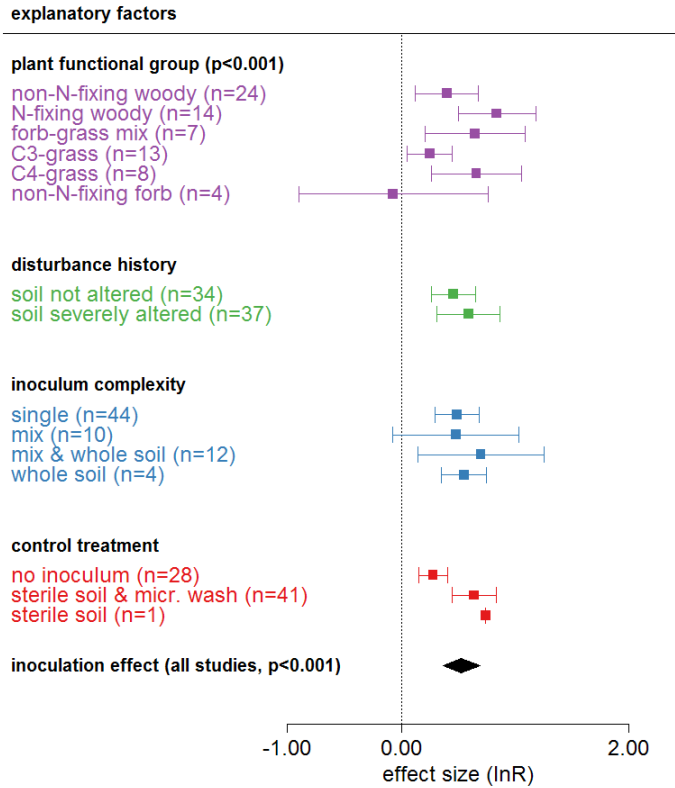 explanatory factors
plant functional group (p<0.001)
non-N-fixing woody (n=24)
N-fixing woody (n=14)
forb-grass mix (n=7)
C3-grass (n=13)
C4-grass (n=8)
non-N-fixing forb (n=4)
disturbance history
soil not altered (n=34)
soil severely altered (n=37)
inoculum complexity
single (n=44)
mix (n=10)
mix & whole soil (n=12)
whole soil (n=4)
control treatment
no inoculum (n=28)
sterile soil & micr. wash (n=41)
sterile soil (n=1)
inoculation effect (all studies, p<0.001)
-1.00 0.00 2.00
effect size (lnR)